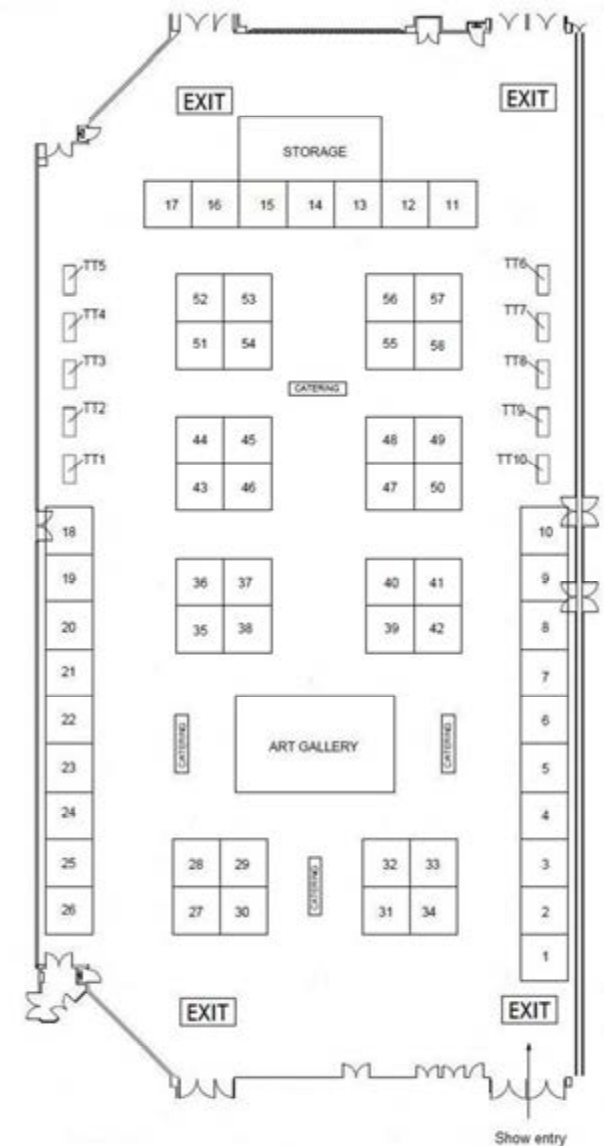 EXIT EXIT
STORAGE
17 16 15 14 13 12 11
TT5 TT6
52 53 56 57
TT4 TT7
51 54 55 58
TT3 TT8
CATERING
TT2 TT9
44 45 48 49
TT1 TT10
43 46 47 50
18 10
19 36 37 40 41 9
20 35 38 39 42 8
21 7
22 6
CATERING ART GALLERY CATERING
23 5
24 4
25 28 29 32 33 3
CATERING
26 27 30 31 34 2
1
EXIT EXIT
Show entry